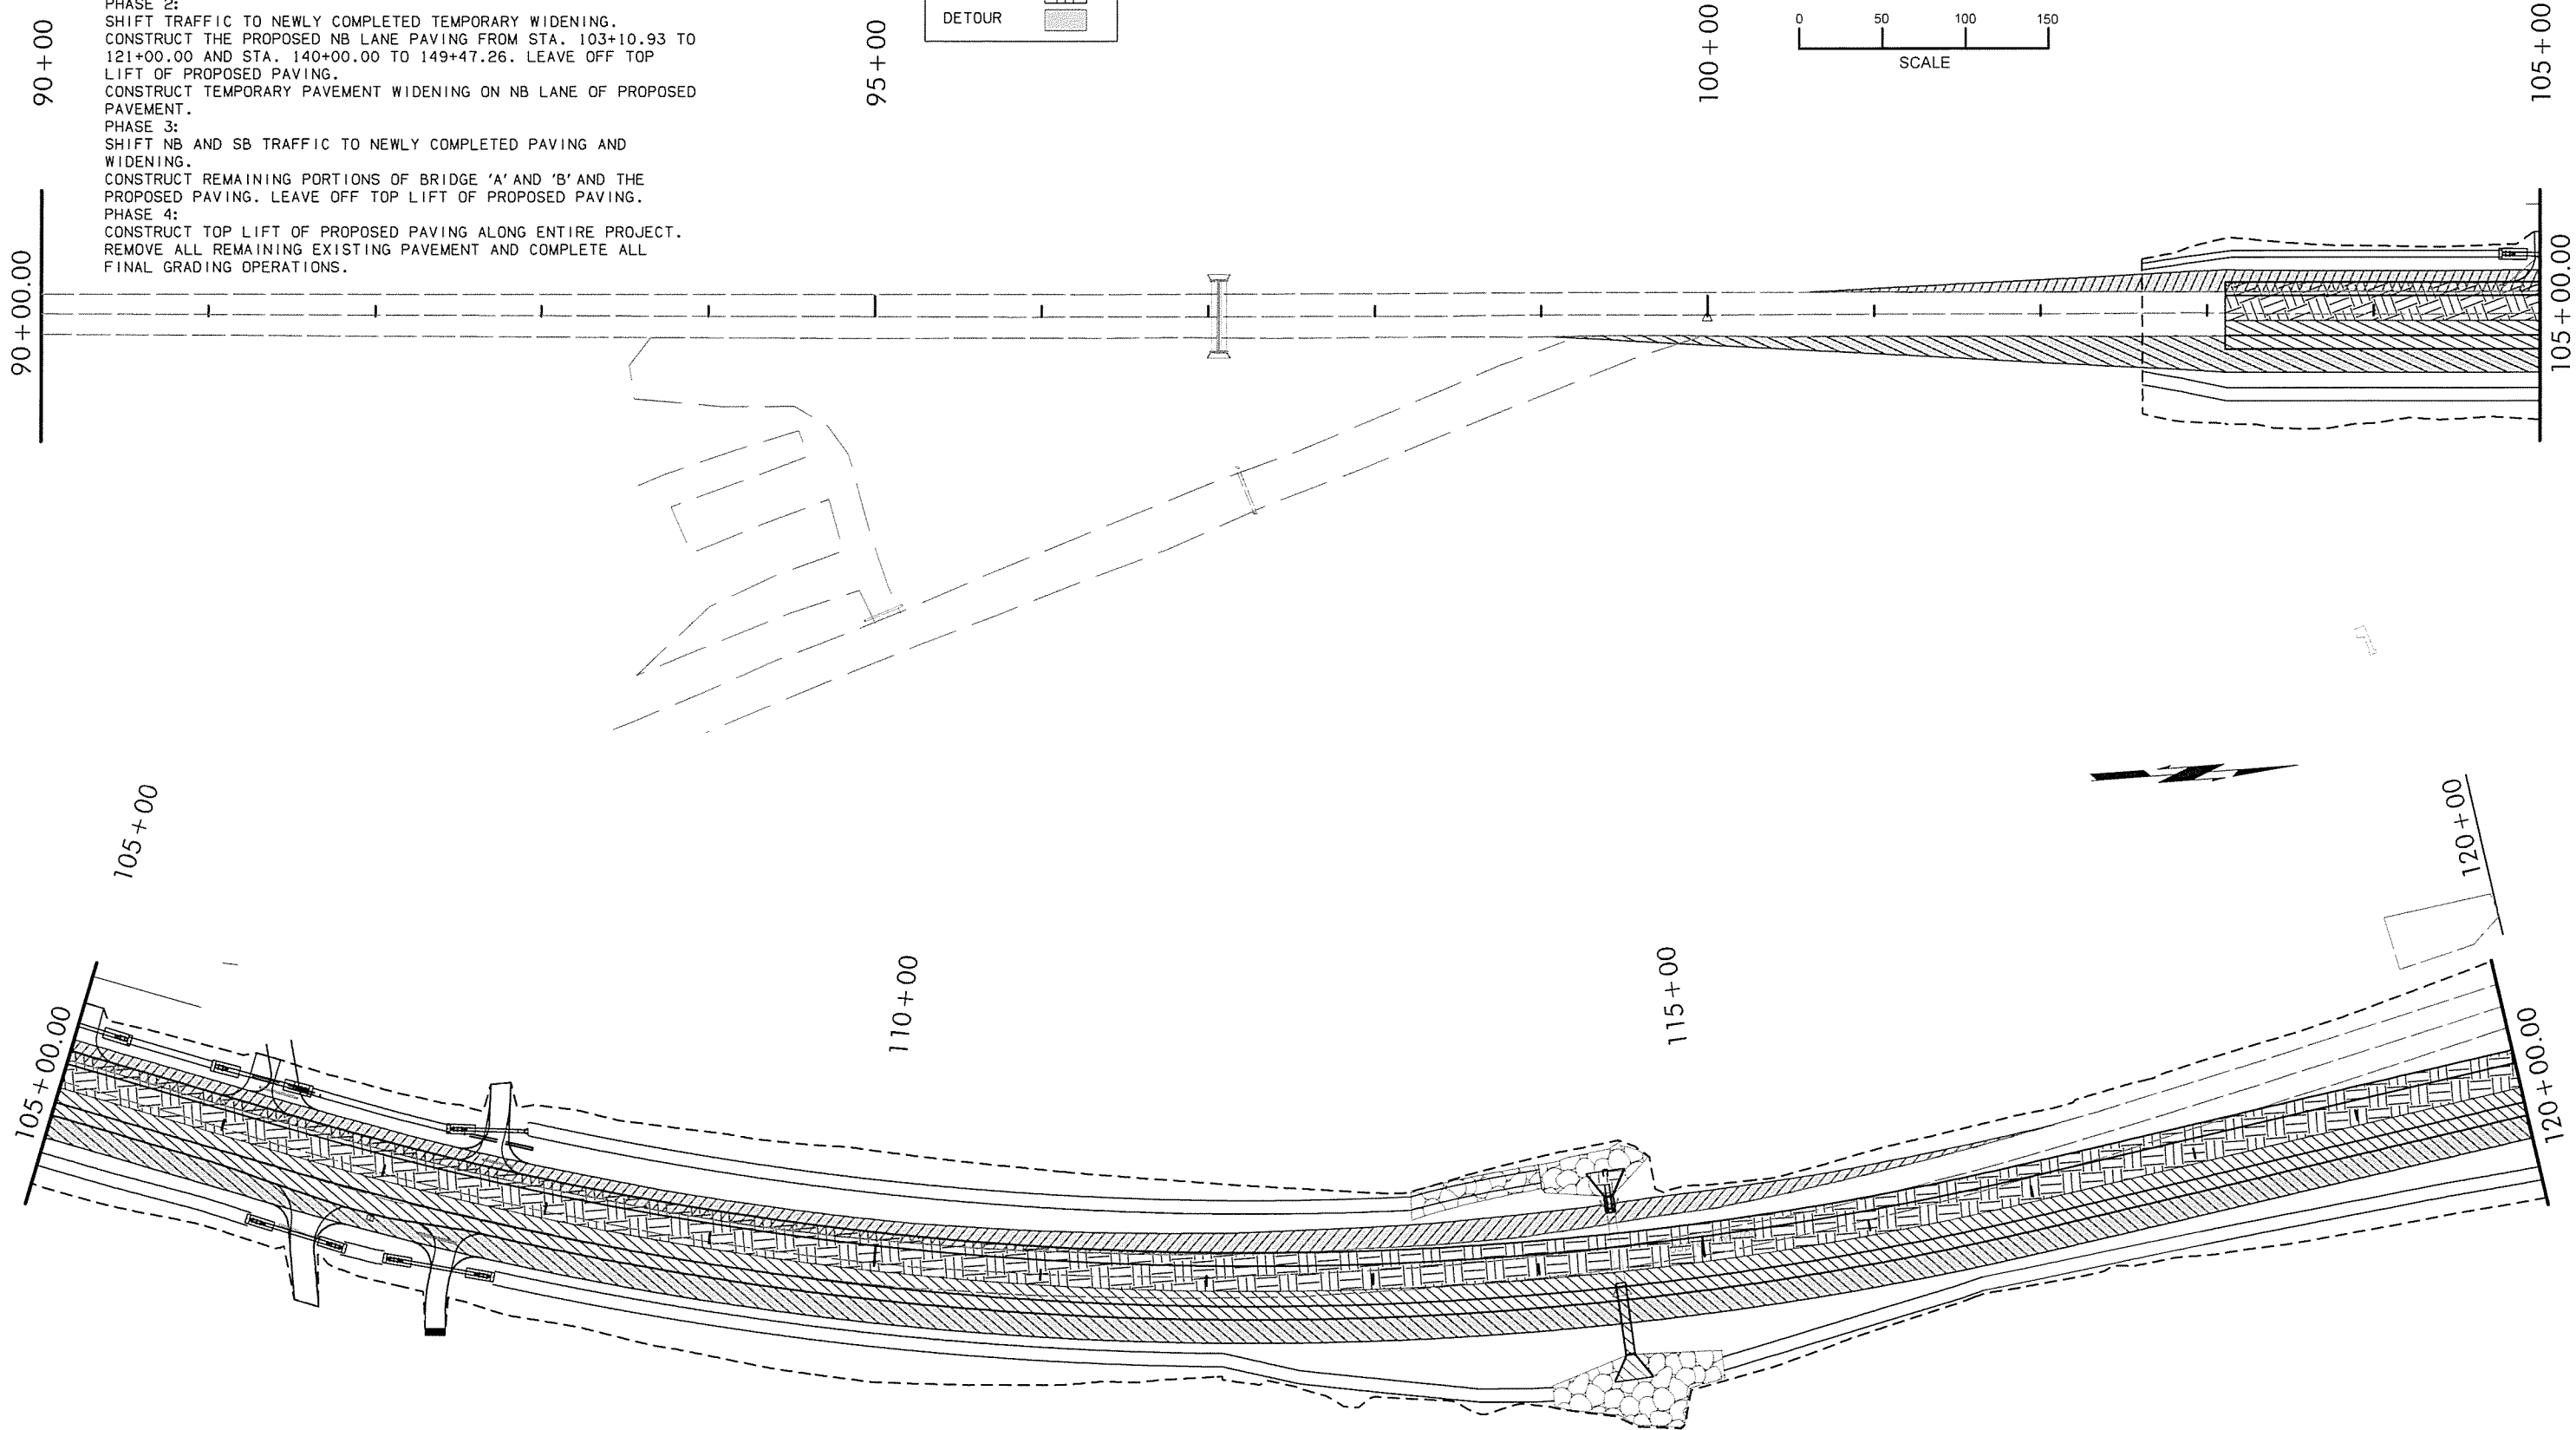 PHASE 2:
SHIFT TRAFFIC TO NEWLY COMPLETED TEMPORARY WIDENING.
CONSTRUCT THE PROPOSED NB LANE PAVING FROM STA. 103+10.93 TO
121+00.00 AND STA. 140+00.00 TO 149+47.26. LEAVE OFF TOP
LIFT OF PROPOSED PAVING.
CONSTRUCT TEMPORARY PAVEMENT WIDENING ON NB LANE OF PROPOSED
PAVEMENT.
PHASE 3:
SHIFT NB AND SB TRAFFIC TO NEWLY COMPLETED PAVING AND
WIDENING.
CONSTRUCT REMAINING PORTIONS OF BRIDGE 'A' AND 'B' AND THE
PROPOSED PAVING. LEAVE OFF TOP LIFT OF PROPOSED PAVING.
PHASE 4:
CONSTRUCT TOP LIFT OF PROPOSED PAVING ALONG ENTIRE PROJECT.
REMOVE ALL REMAINING EXISTING PAVEMENT AND COMPLETE ALL
FINAL GRADING OPERATIONS.
DETOUR
0 50 100 150
SCALE
90+00
95+00
100+00
105+00
90+00.00
105+00.00
105+00
110+00
115+00
120+00
105+00.00
120+00.00